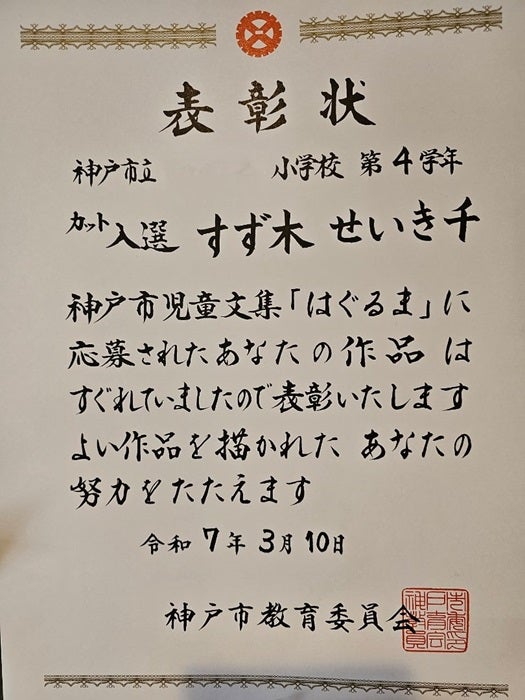 表彰状
神戸市立 小学校 第4学年
カット入選 すず木 せいき千
神戸市児童文集「はぐるま」に
応募されたあなたの作品は
すぐれていましたので表彰いたします
よい作品を描かれた あなたの
努力をたたえます
令和7年3月10日
神戸市教育委員会